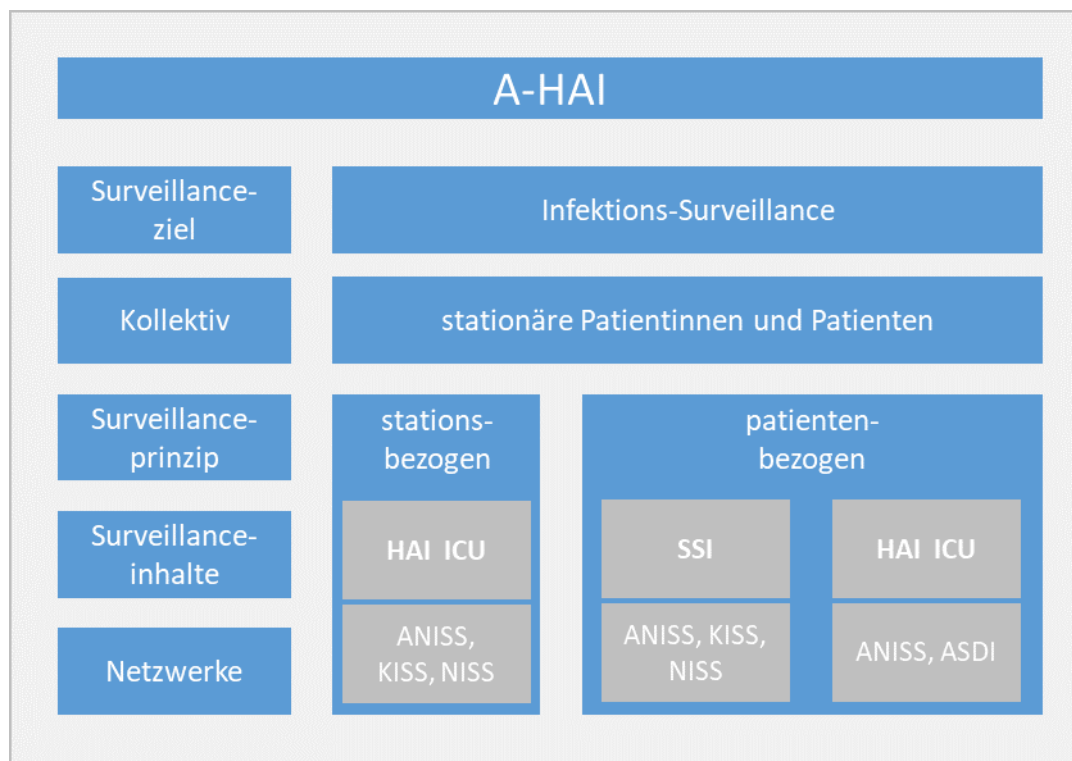 A-HAI
Surveillance-
ziel
Infektions-Surveillance
Kollektiv
stationäre Patientinnen und Patienten
Surveillance-
prinzip
stations-
bezogen
patienten-
bezogen
Surveillance-
inhalte
HAI ICU
SSI
HAI ICU
Netzwerke
ANISS,
KISS, NISS
ANISS, KISS,
NISS
ANISS, ASDI